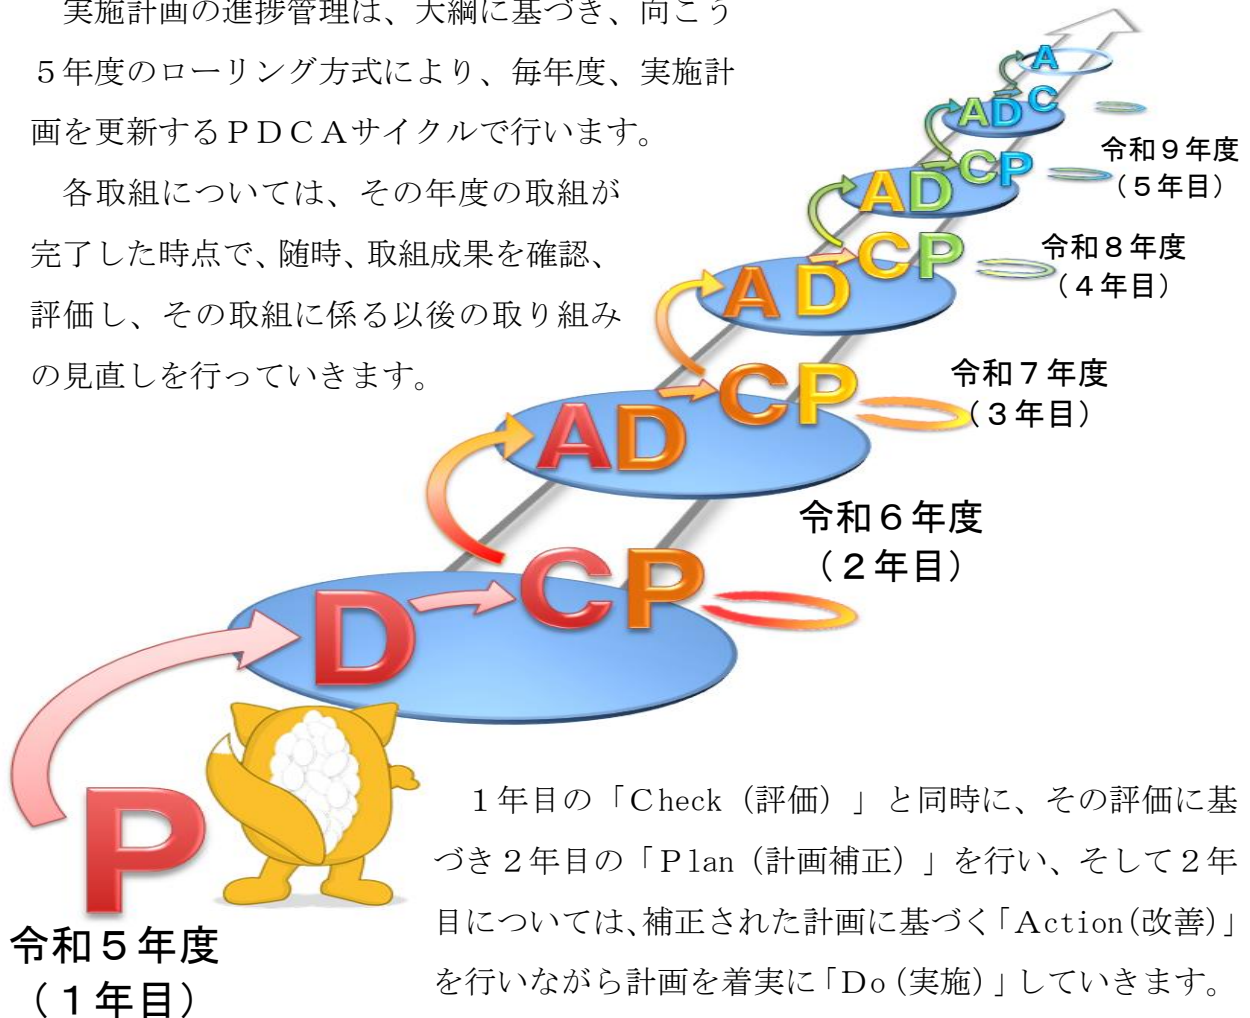 実施計画の進捗管理は、大綱に基づき、向こう
５年度のローリング方式により、毎年度、実施計
画を更新するＰＤＣＡサイクルで行います。
各取組については、その年度の取組が
完了した時点で、随時、取組成果を確認、
評価し、その取組に係る以後の取り組み
の見直しを行っていきます。
A
A D C
令和９年度
（５年目）
A D C P
令和８年度
（４年目）
A D C P
令和７年度
（３年目）
A D C P
令和６年度
（２年目）
D C P
P
令和５年度
（１年目）
１年目の「Ｃheck（評価）」と同時に、その評価に基
づき２年目の「Ｐlan（計画補正）」を行い、そして２年
目については、補正された計画に基づく「Ａction(改善)」
を行いながら計画を着実に「Ｄo(実施)」していきます。